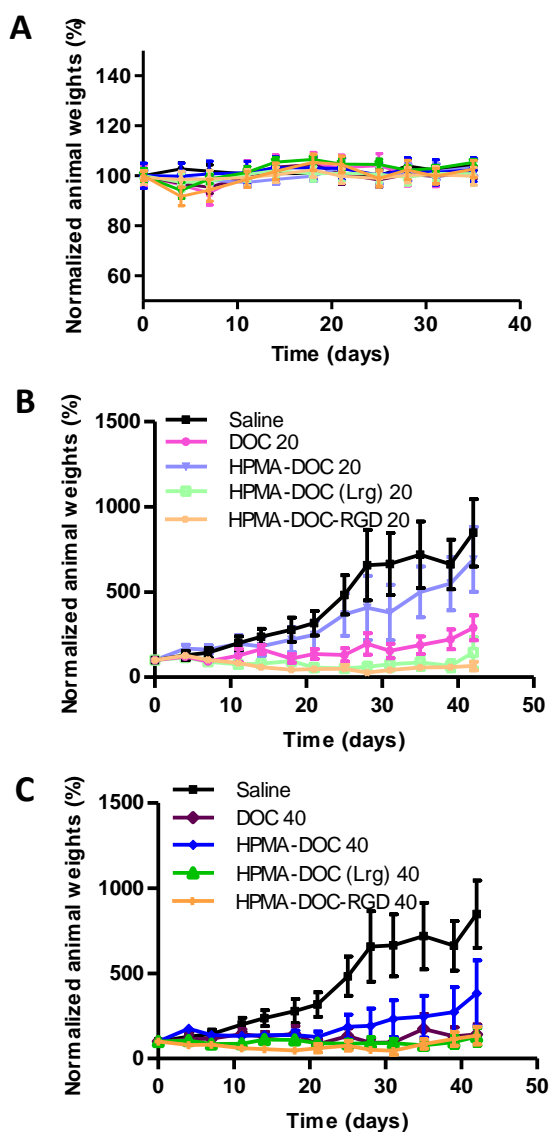 A
Normalized animal weights (%)
140
120
100
80
60
0
10
20
30
40
Time (days)
B
Normalized animal weights (%)
1500
1000
500
0
Saline
DOC 20
HPMA-DOC 20
HPMA-DOC (Lrg) 20
HPMA-DOC-RGD 20
0
10
20
30
40
50
Time (days)
C
Normalized animal weights (%)
1500
1000
500
0
Saline
DOC 40
HPMA-DOC 40
HPMA-DOC (Lrg) 40
HPMA-DOC-RGD 40
0
10
20
30
40
50
Time (days)